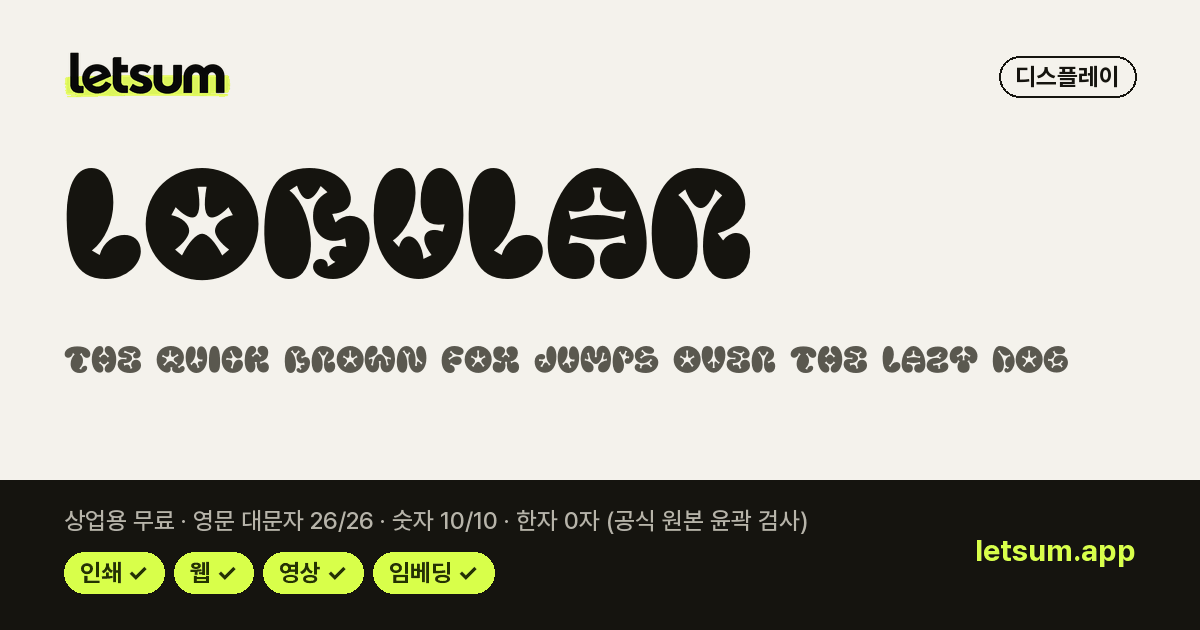 letsum
디스플레이
LOBULAR
THE QUICK BROWN FOX JUMPS OVER THE LAZY DOG
상업용 무료 · 영문 대문자 26/26 · 숫자 10/10 · 한자 0자 (공식 원본 윤곽 검사)
인쇄 ✓ 웹 ✓ 영상 ✓ 임베딩 ✓
letsum.app